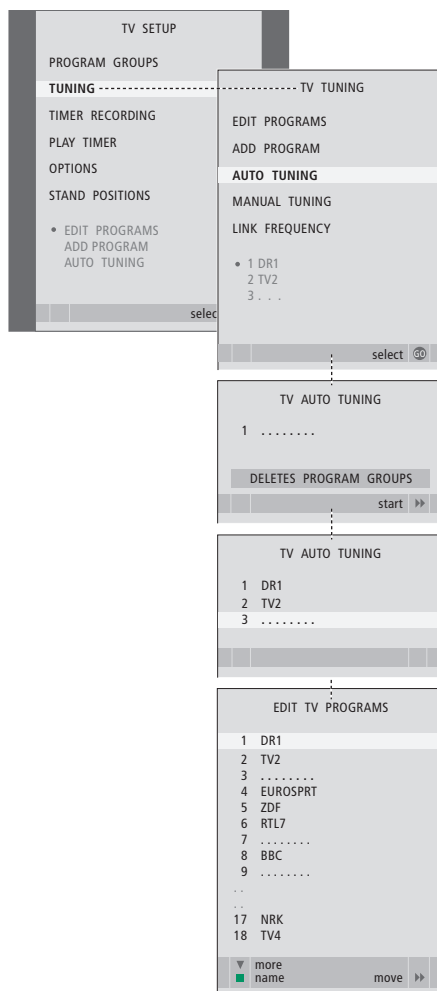 TV SETUP
PROGRAM GROUPS
TUNING
TIMER RECORDING
PLAY TIMER
OPTIONS
STAND POSITIONS
• EDIT PROGRAMS
ADD PROGRAM
AUTO TUNING
selec
TV TUNING
EDIT PROGRAMS
ADD PROGRAM
AUTO TUNING
MANUAL TUNING
LINK FREQUENCY
• 1 DR1
2 TV2
3 . . .
select GO
TV AUTO TUNING
1 ........
DELETES PROGRAM GROUPS
start
TV AUTO TUNING
1 DR1
2 TV2
3 ........
EDIT TV PROGRAMS
1 DR1
2 TV2
3 ........
4 EUROSPRT
5 ZDF
6 RTL7
7 ........
8 BBC
9 ........
. .
. .
17 NRK
18 TV4
more
name move